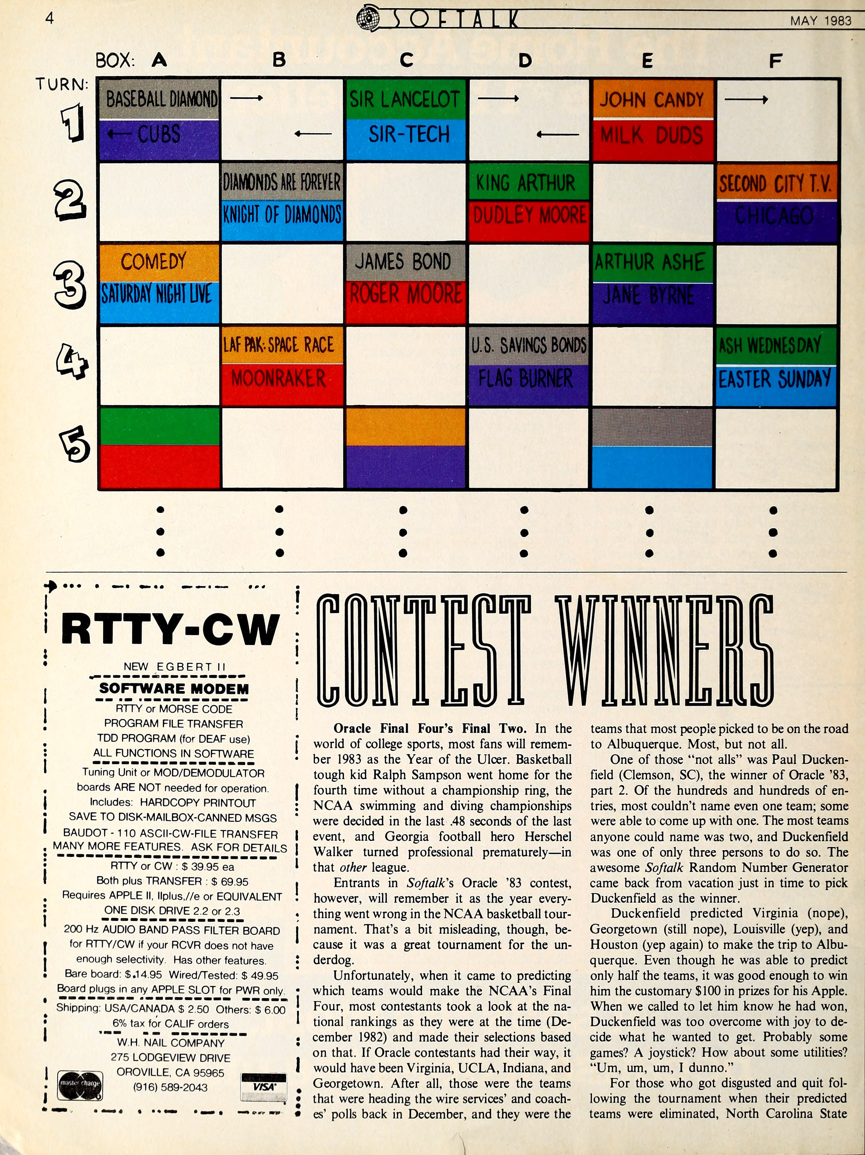 4
SOFTALK
MAY 1983
BOX: A B C D E F
TURN:
1
BASEBALL DIAMOND → SIR LANCELOT → JOHN CANDY →
← CUBS ← SIR-TECH ← MILK DUDS
2
DIAMONDS ARE FOREVER KING ARTHUR SECOND CITY T.V.
KNIGHT OF DIAMONDS DUDLEY MOORE CHICAGO
3
COMEDY JAMES BOND ARTHUR ASHE
SATURDAY NIGHT LIVE ROGER MOORE JANE BYRNE
4
LAF PAK: SPACE RACE U.S. SAVINGS BONDS ASH WEDNESDAY
MOONRAKER FLAG BURNER EASTER SUNDAY
5
RTTY-CW
NEW EGBERT II
SOFTWARE MODEM
RTTY or MORSE CODE
PROGRAM FILE TRANSFER
TDD PROGRAM (for DEAF use)
ALL FUNCTIONS IN SOFTWARE
Tuning Unit or MOD/DEMODULATOR
boards ARE NOT needed for operation.
Includes: HARDCOPY PRINTOUT
SAVE TO DISK-MAILBOX-CANNED MSGS
BAUDOT - 110 ASCII-CW-FILE TRANSFER
MANY MORE FEATURES. ASK FOR DETAILS
RTTY or CW : $ 39.95 ea
Both plus TRANSFER : $ 69.95
Requires APPLE II, IIplus,//e or EQUIVALENT
ONE DISK DRIVE 2.2 or 2.3
200 Hz AUDIO BAND PASS FILTER BOARD
for RTTY/CW if your RCVR does not have
enough selectivity. Has other features.
Bare board: $.14.95 Wired/Tested: $ 49.95
Board plugs in any APPLE SLOT for PWR only.
Shipping: USA/CANADA $ 2.50 Others: $ 6.00
6% tax for CALIF orders
W.H. NAIL COMPANY
275 LODGEVIEW DRIVE
OROVILLE, CA 95965
(916) 589-2043
master charge
VISA
CONTEST WINNERS
Oracle Final Four's Final Two. In the
world of college sports, most fans will remem-
ber 1983 as the Year of the Ulcer. Basketball
tough kid Ralph Sampson went home for the
fourth time without a championship ring, the
NCAA swimming and diving championships
were decided in the last .48 seconds of the last
event, and Georgia football hero Herschel
Walker turned professional prematurely—in
that other league.
Entrants in Softalk's Oracle '83 contest,
however, will remember it as the year every-
thing went wrong in the NCAA basketball tour-
nament. That's a bit misleading, though, be-
cause it was a great tournament for the un-
derdog.
Unfortunately, when it came to predicting
which teams would make the NCAA's Final
Four, most contestants took a look at the na-
tional rankings as they were at the time (De-
cember 1982) and made their selections based
on that. If Oracle contestants had their way, it
would have been Virginia, UCLA, Indiana, and
Georgetown. After all, those were the teams
that were heading the wire services' and coach-
es' polls back in December, and they were the
teams that most people picked to be on the road
to Albuquerque. Most, but not all.
One of those “not alls” was Paul Ducken-
field (Clemson, SC), the winner of Oracle '83,
part 2. Of the hundreds and hundreds of en-
tries, most couldn't name even one team; some
were able to come up with one. The most teams
anyone could name was two, and Duckenfield
was one of only three persons to do so. The
awesome Softalk Random Number Generator
came back from vacation just in time to pick
Duckenfield as the winner.
Duckenfield predicted Virginia (nope),
Georgetown (still nope), Louisville (yep), and
Houston (yep again) to make the trip to Albu-
querque. Even though he was able to predict
only half the teams, it was good enough to win
him the customary $100 in prizes for his Apple.
When we called to let him know he had won,
Duckenfield was too overcome with joy to de-
cide what he wanted to get. Probably some
games? A joystick? How about some utilities?
“Um, um, um, I dunno.”
For those who got disgusted and quit fol-
lowing the tournament when their predicted
teams were eliminated, North Carolina State